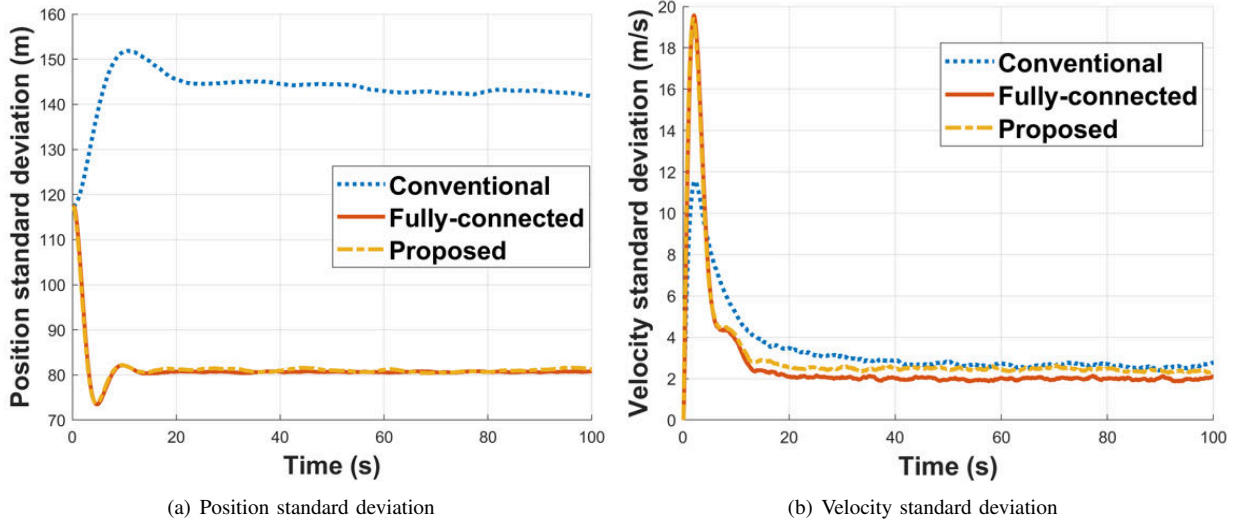 Position standard deviation (m)
160
150
140
130
120
110
100
90
80
70
Conventional
Fully-connected
Proposed
0 20 40 60 80 100
Time (s)
(a) Position standard deviation
Velocity standard deviation (m/s)
20
18
16
14
12
10
8
6
4
2
0
Conventional
Fully-connected
Proposed
0 20 40 60 80 100
Time (s)
(b) Velocity standard deviation